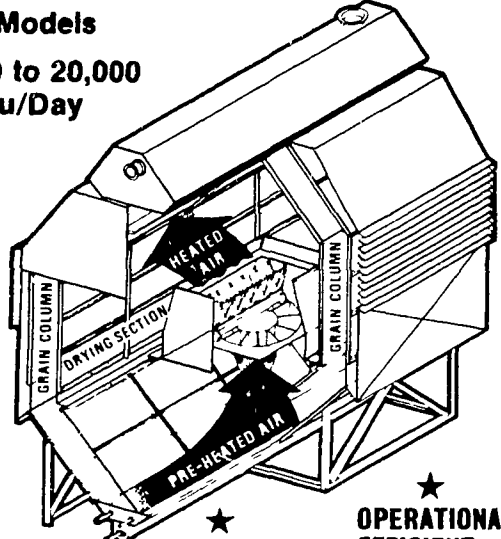 Models
to 20,000
u/Day
HEATED
AIR
GRAIN COLUMN
DRYING SECTION
GRAIN COLUMN
PRE-HEATED AIR
OPERATIONA